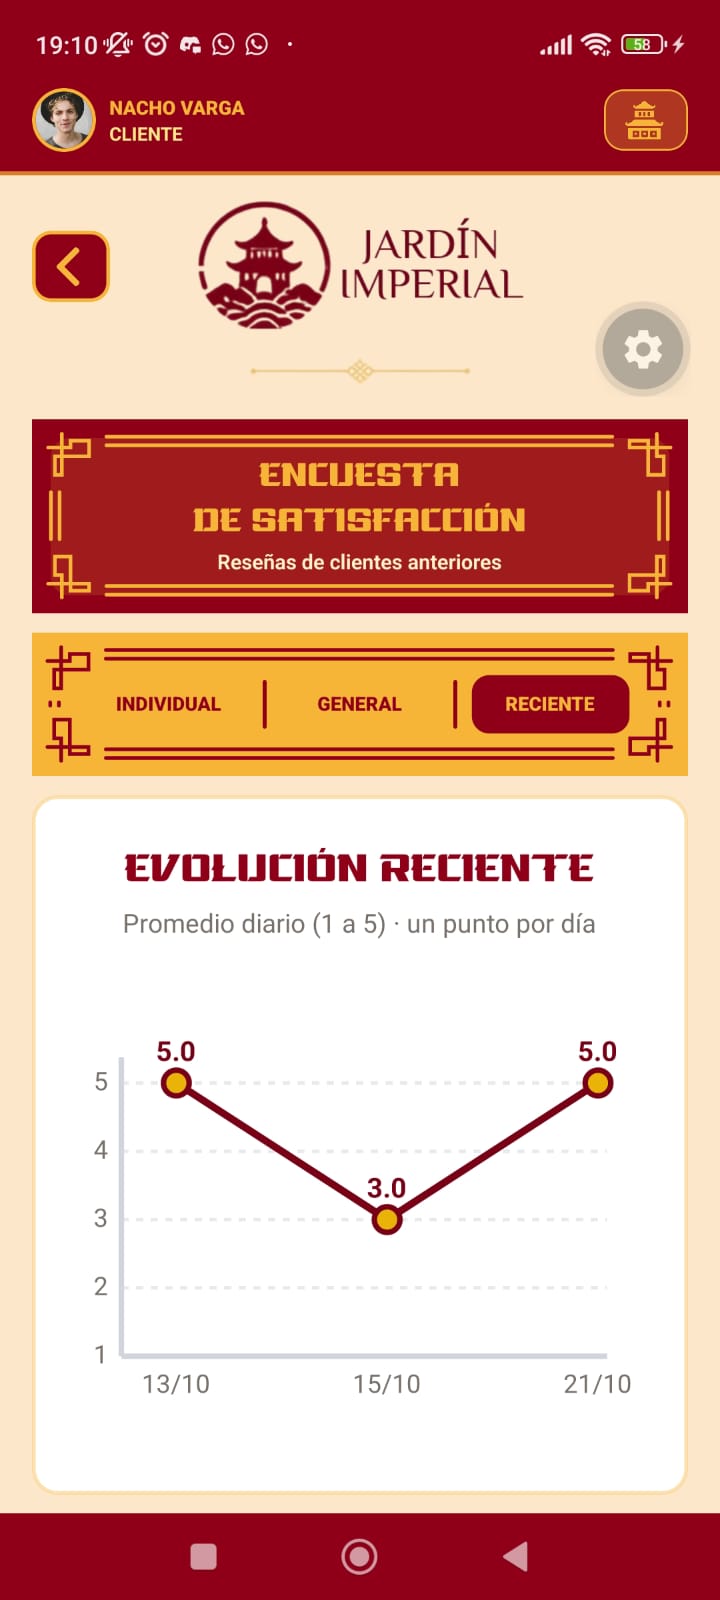 19:10
58
NACHO VARGA
CLIENTE
JARDÍN
IMPERIAL
ENCUESTA
DE SATISFACCIÓN
Reseñas de clientes anteriores
INDIVIDUAL
GENERAL
RECIENTE
EVOLUCIÓN RECIENTE
Promedio diario (1 a 5) · un punto por día
5.0
5.0
5
4
3.0
3
2
1
13/10
15/10
21/10